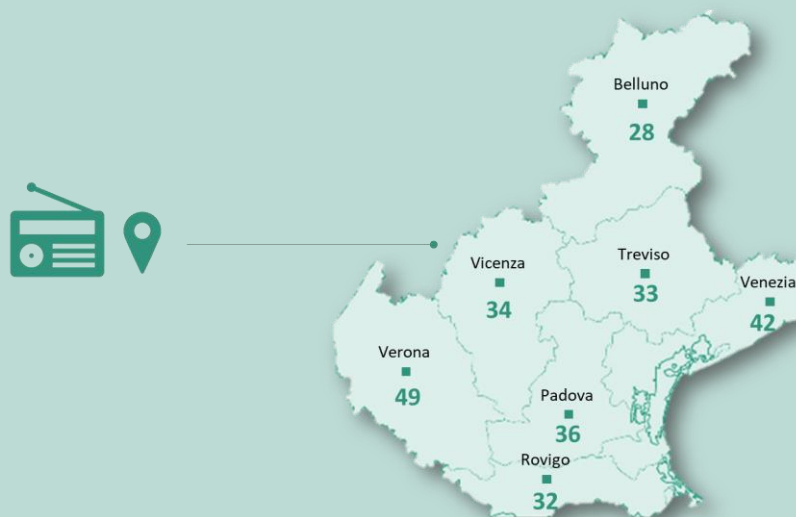 Belluno
28
Treviso
33
Vicenza
34
Venezia
42
Verona
49
Padova
36
Rovigo
32